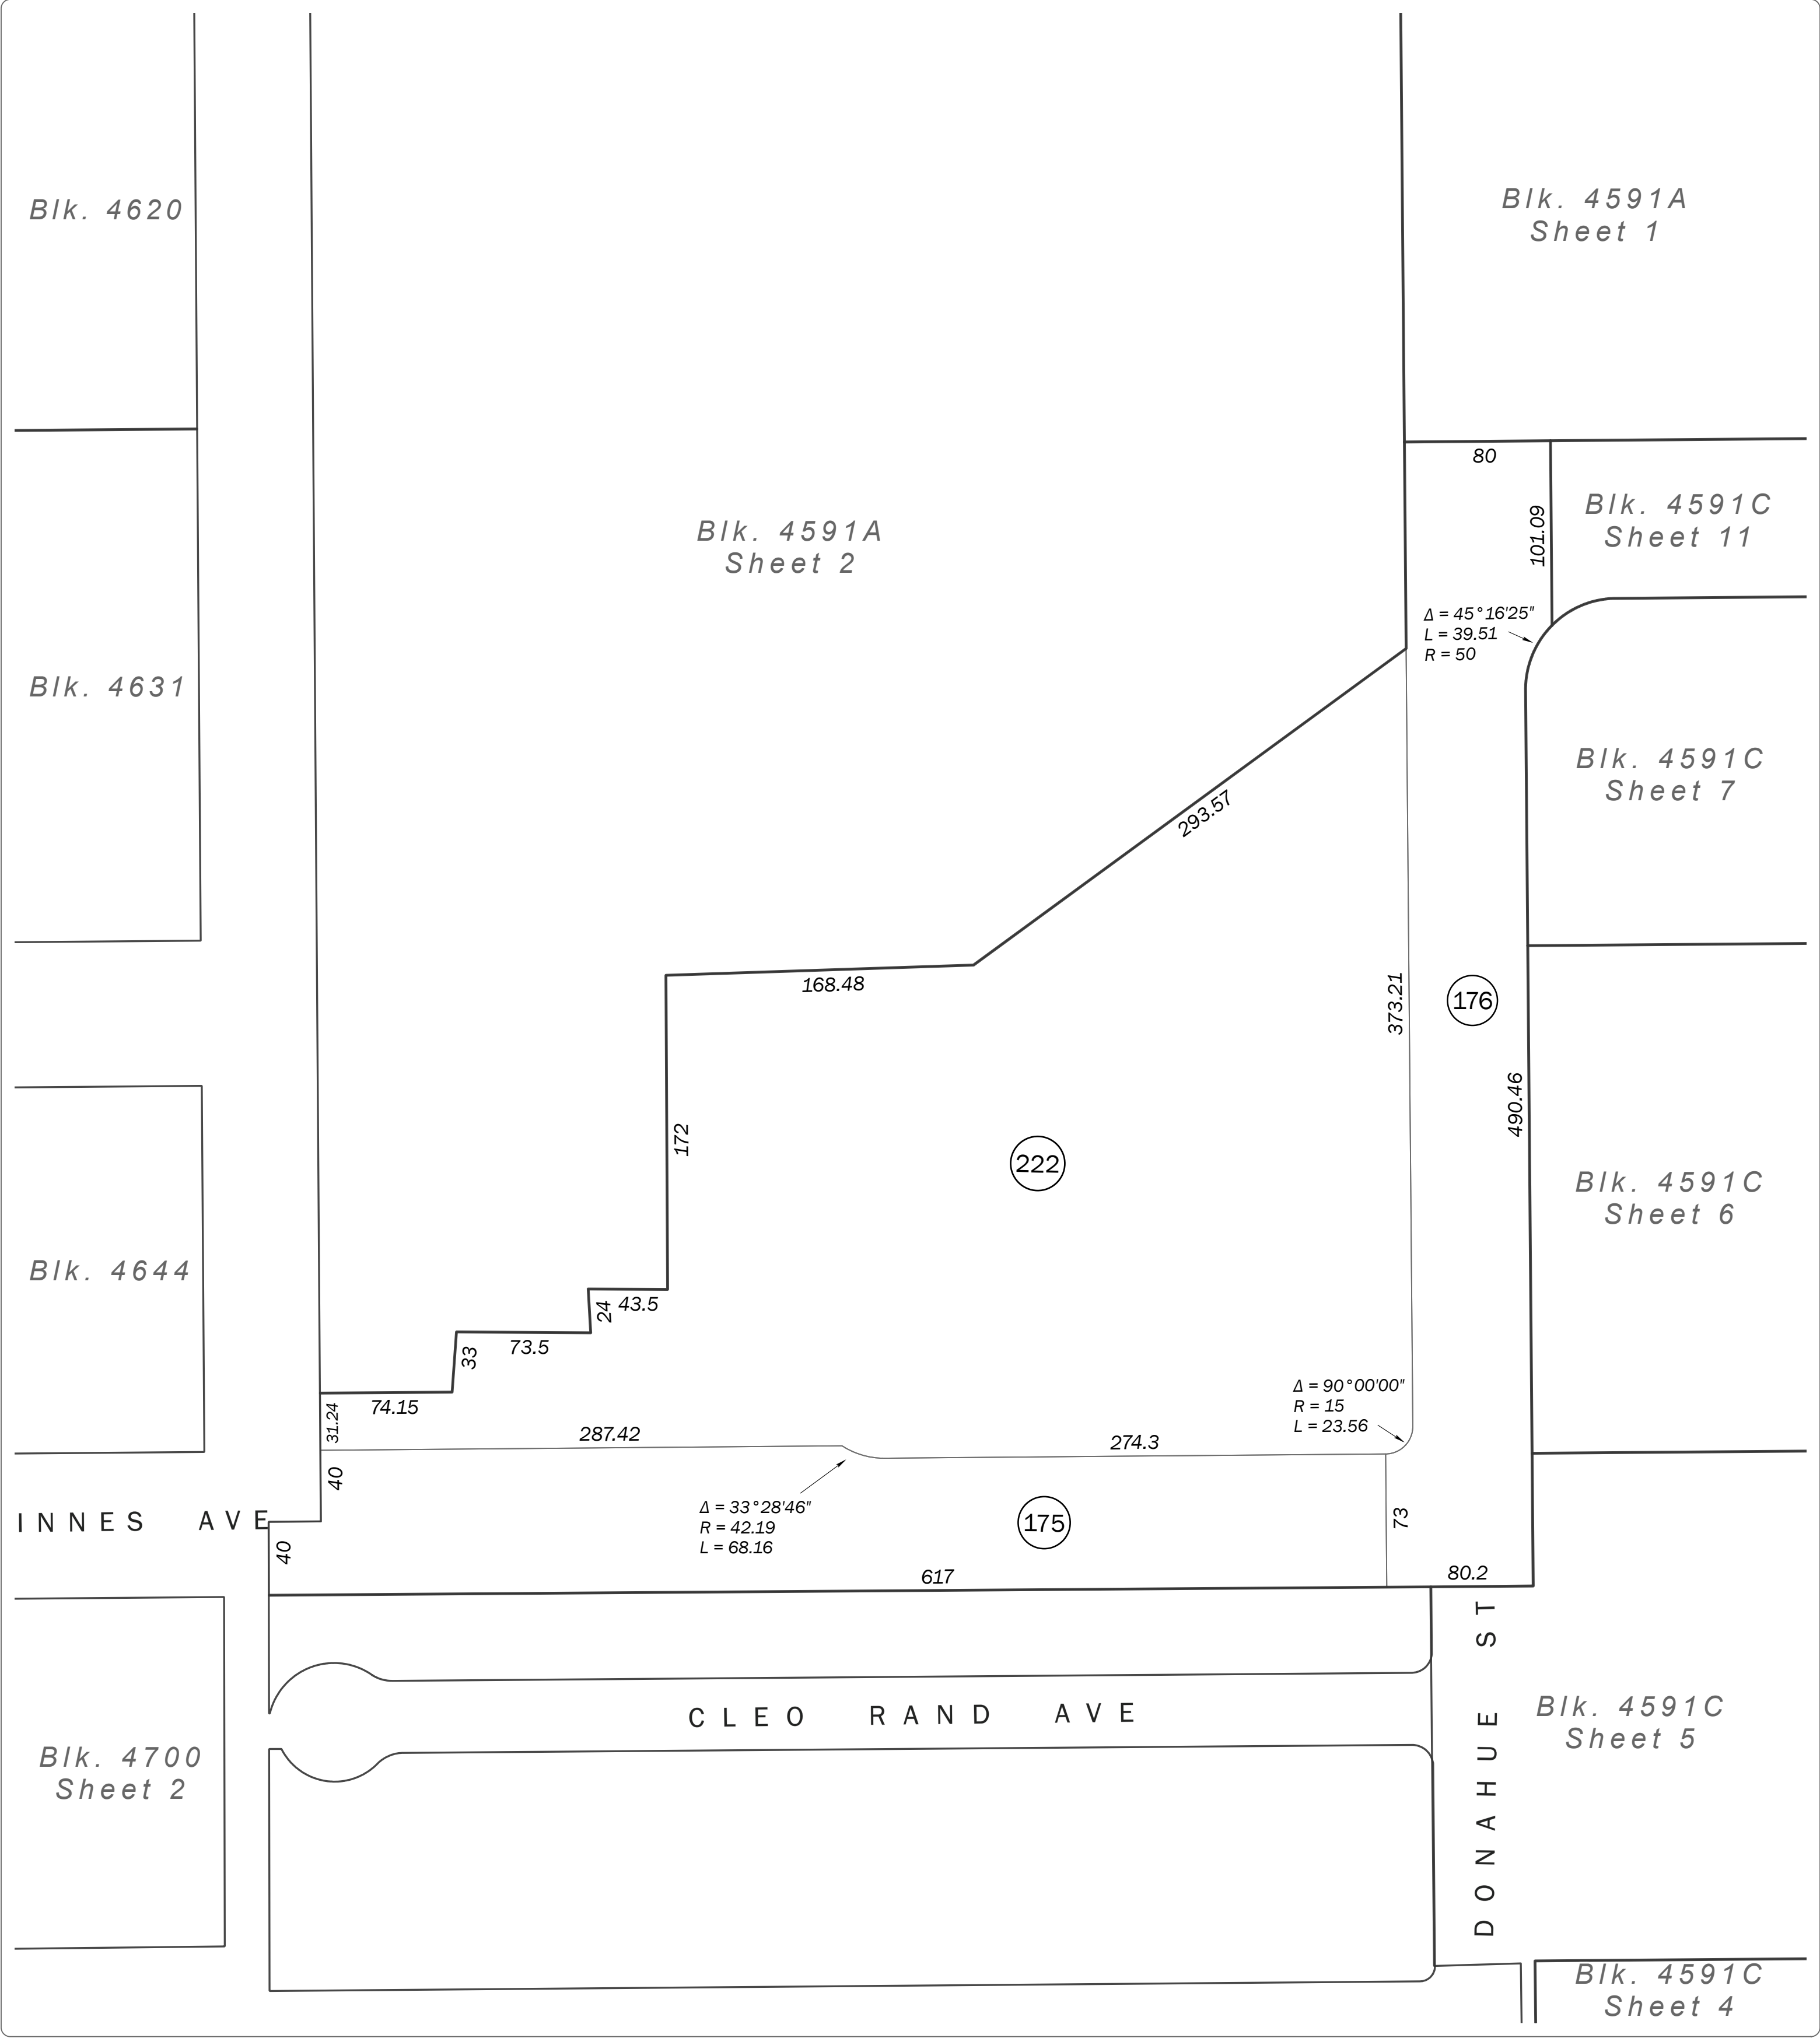 Blk. 4620
Blk. 4591A
Sheet 1
80
Blk. 4591A
Sheet 2
101.09
Blk. 4591C
Sheet 11
Δ = 45°16'25"
L = 39.51
R = 50
Blk. 4631
Blk. 4591C
Sheet 7
293.57
168.48
373.21
176
172
490.46
222
Blk. 4591C
Sheet 6
Blk. 4644
24
43.5
33
73.5
74.15
31.24
287.42
274.3
Δ = 90°00'00"
R = 15
L = 23.56
40
INNES AVE
40
Δ = 33°28'46"
R = 42.19
L = 68.16
175
73
617
80.2
CLEO RAND AVE
DONAHUE ST
Blk. 4591C
Sheet 5
Blk. 4700
Sheet 2
Blk. 4591C
Sheet 4